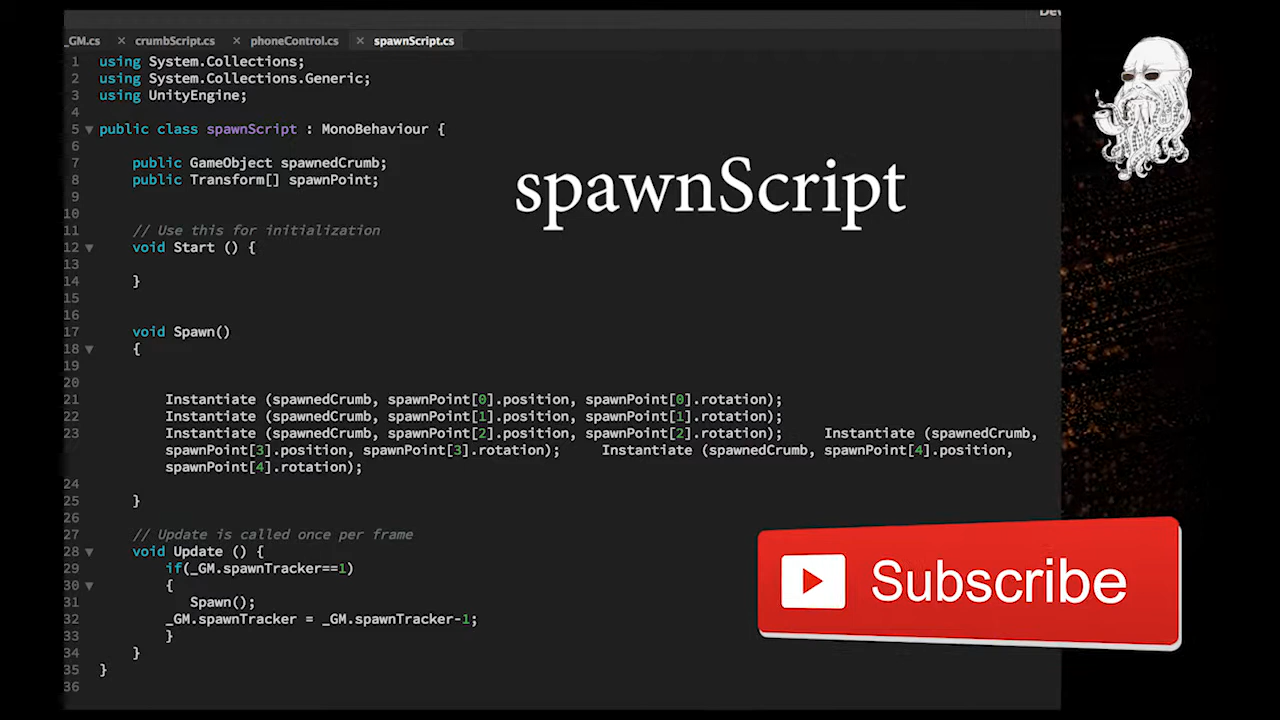 De
_GM.cs × crumbScript.cs × phoneControl.cs × spawnScript.cs
1 using System.Collections;
2 using System.Collections.Generic;
3 using UnityEngine;
4
5 public class spawnScript : MonoBehaviour {
6
7 public GameObject spawnedCrumb;
8 public Transform[] spawnPoint;
9
10
11 // Use this for initialization
12 void Start () {
13
14 }
15
16
17 void Spawn()
18 {
19
20
21 Instantiate (spawnedCrumb, spawnPoint[0].position, spawnPoint[0].rotation);
22 Instantiate (spawnedCrumb, spawnPoint[1].position, spawnPoint[1].rotation);
23 Instantiate (spawnedCrumb, spawnPoint[2].position, spawnPoint[2].rotation); Instantiate (spawnedCrumb,
spawnPoint[3].position, spawnPoint[3].rotation); Instantiate (spawnedCrumb, spawnPoint[4].position,
spawnPoint[4].rotation);
24
25 }
26
27 // Update is called once per frame
28 void Update () {
29 if(_GM.spawnTracker==1)
30 {
31 Spawn();
32 _GM.spawnTracker = _GM.spawnTracker-1;
33 }
34 }
35 }
36
spawnScript
Subscribe